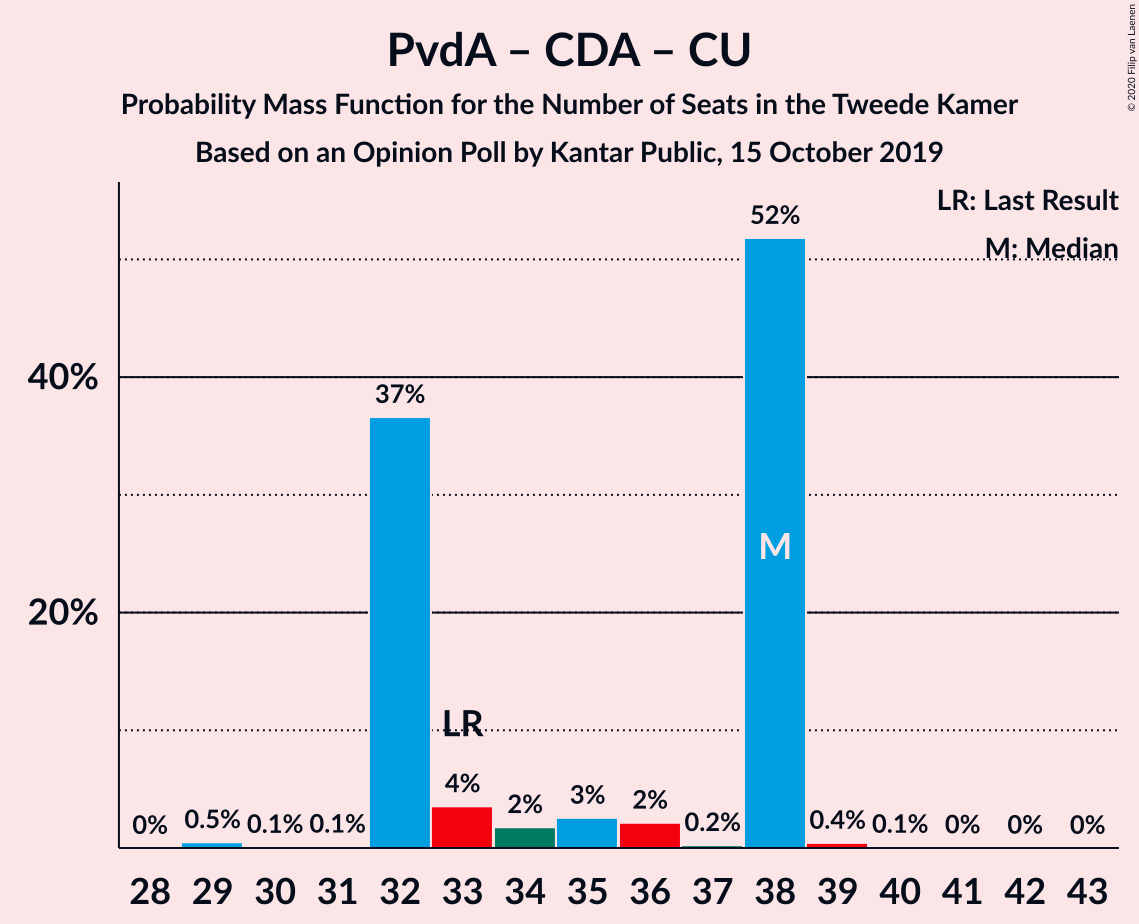 PvdA – CDA – CU
Probability Mass Function for the Number of Seats in the Tweede Kamer
Based on an Opinion Poll by Kantar Public, 15 October 2019
© 2020 Filip van Laenen
LR: Last Result
M: Median
52%
40%
37%
M
20%
LR
4%
0% 0.5% 0.1% 0.1% 2% 3% 2% 0.2% 0.4% 0.1% 0% 0% 0%
28 29 30 31 32 33 34 35 36 37 38 39 40 41 42 43